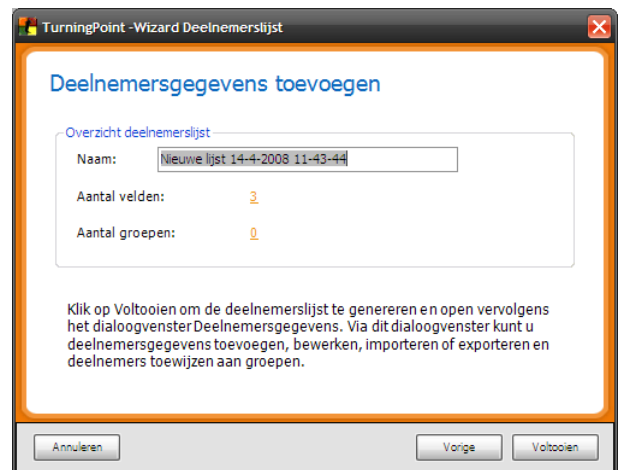 TurningPoint -Wizard Deelnemerslijst
Deelnemersgegevens toevoegen
Overzicht deelnemerslijst
Naam: Nieuwe lijst 14-4-2008 11-43-44
Aantal velden: 3
Aantal groepen: 0
Klik op Voltooien om de deelnemerslijst te genereren en open vervolgens
het dialoogvenster Deelnemersgegevens. Via dit dialoogvenster kunt u
deelnemersgegevens toevoegen, bewerken, importeren of exporteren en
deelnemers toewijzen aan groepen.
Annuleren Vorige Voltooien